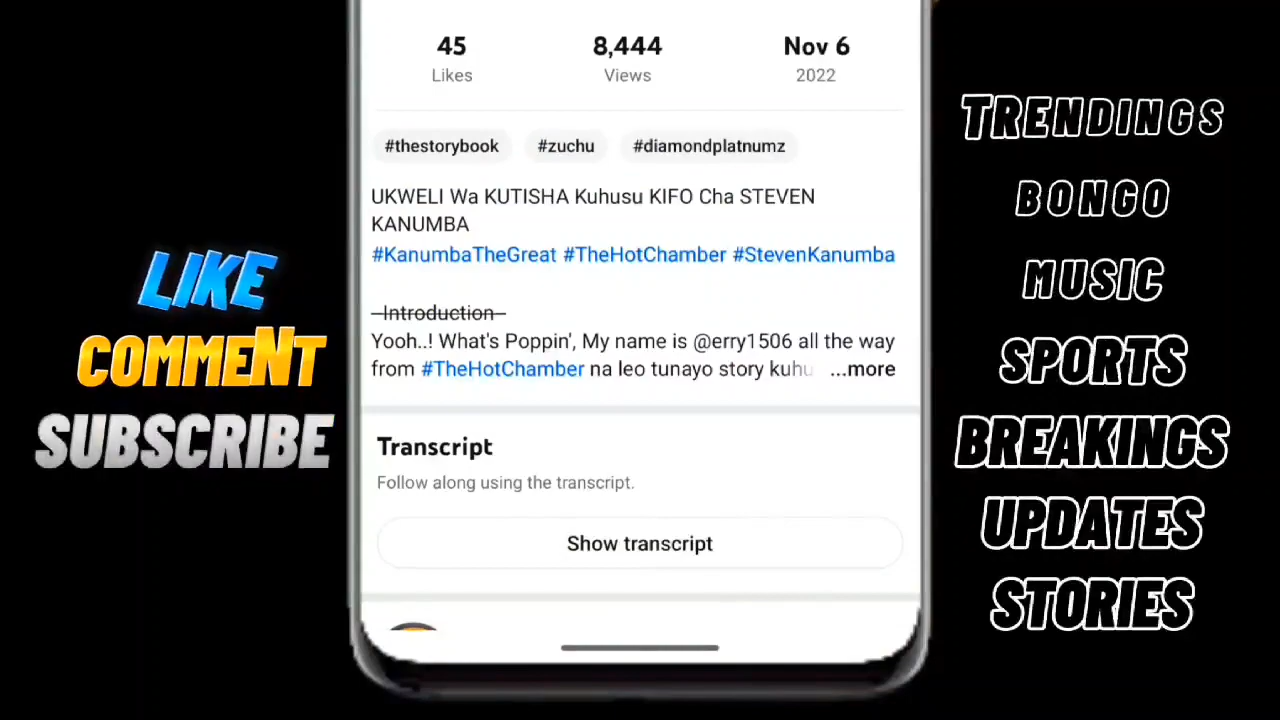 LIKE
COMMENT
SUBSCRIBE
45
Likes
8,444
Views
Nov 6
2022
#thestorybook
#zuchu
#diamondplatnumz
UKWELI Wa KUTISHA Kuhusu KIFO Cha STEVEN
KANUMBA
#KanumbaTheGreat #TheHotChamber #StevenKanumba
–Introduction–
Yooh..! What's Poppin', My name is @erry1506 all the way
from #TheHotChamber na leo tunayo story kuhu ...more
Transcript
Follow along using the transcript.
Show transcript
TRENDINGS
BONGO
MUSIC
SPORTS
BREAKINGS
UPDATES
STORIES